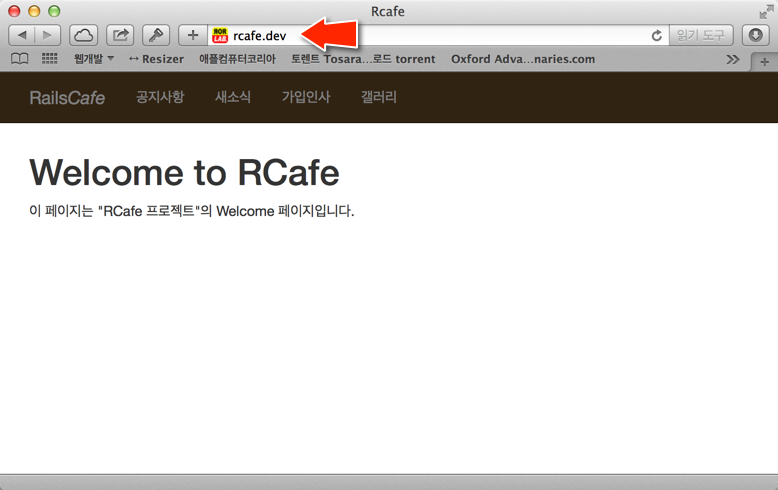 Rcafe
ROR LAB rcafe.dev 읽기 도구
웹개발 Resizer 애플컴퓨터코리아 토렌트 Tosara...로드 torrent Oxford Adva...naries.com
RailsCafe 공지사항 새소식 가입인사 갤러리
Welcome to RCafe
이 페이지는 "RCafe 프로젝트"의 Welcome 페이지입니다.